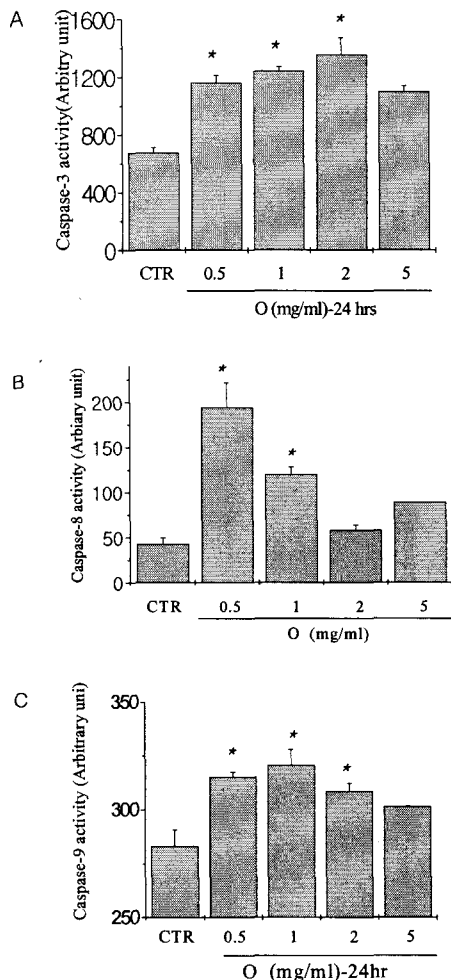 A
Caspase-3 activity(Arbitry unit)
1600
1200
800
400
0
*
*
*
CTR
0.5
1
2
5
O (mg/ml)-24 hrs
B
Caspase-8 activity (Arbiary unit)
200
150
100
50
0
*
*
CTR
0.5
1
2
5
O (mg/ml)
C
Caspase-9 activity (Arbitrary uni)
350
300
250
*
*
*
CTR
0.5
1
2
5
O (mg/ml)-24hr